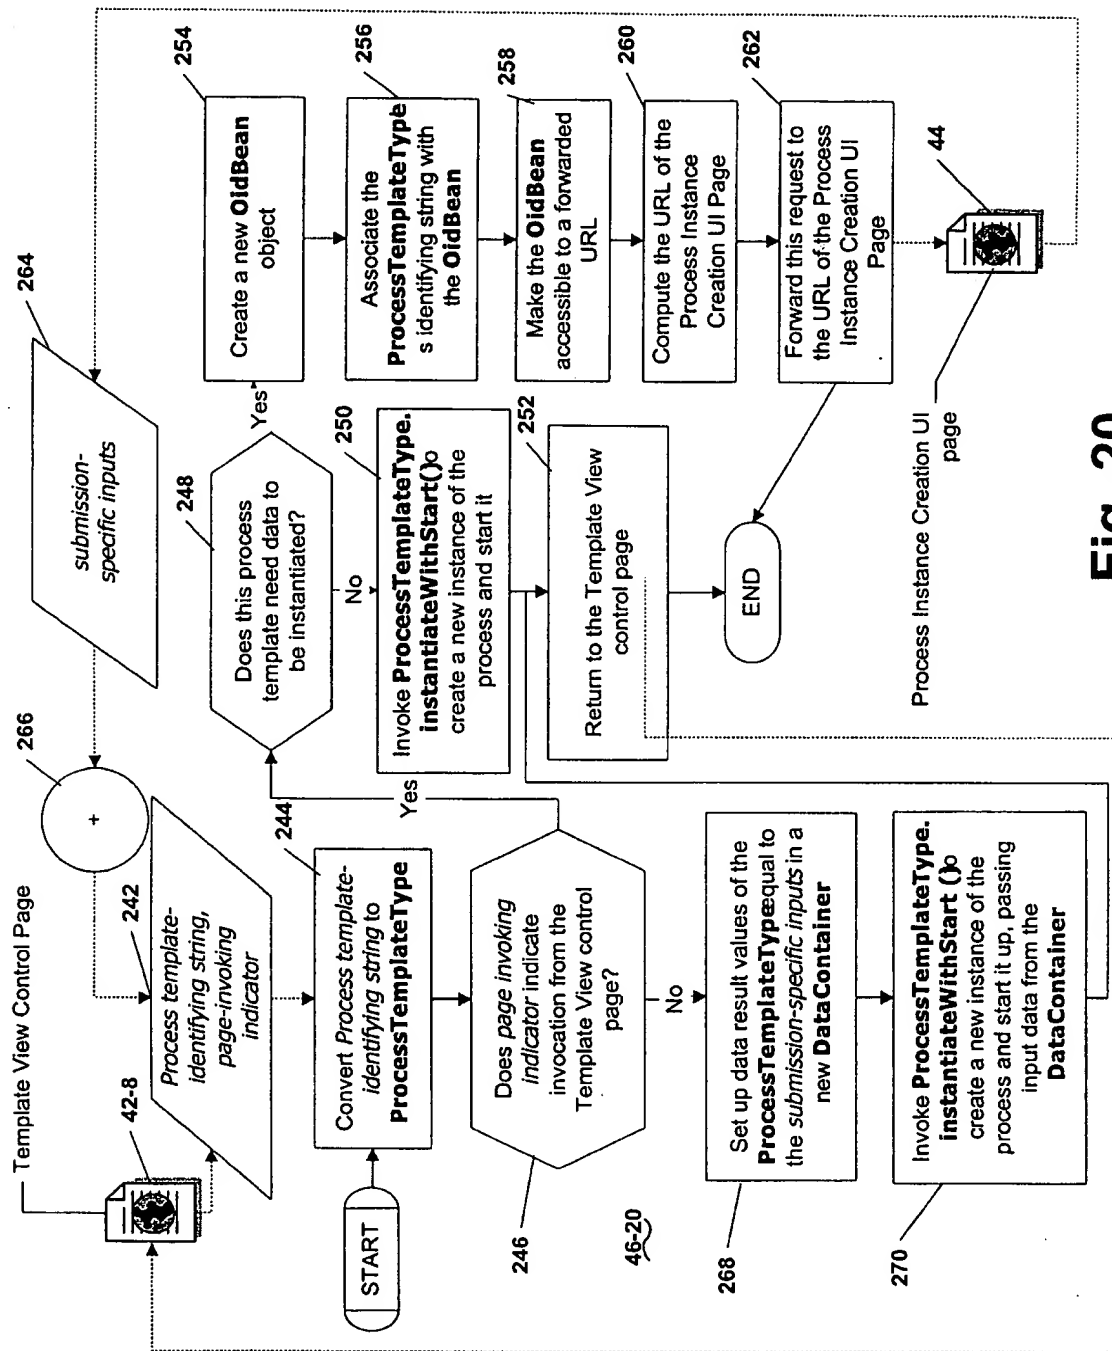 Template View Control Page
42-8
242
Process template-
identifying string,
page-invoking
indicator
266
+
264
submission-
specific inputs
START
244
Convert Process template-
identifying string to
ProcessTemplateType
246
Does page invoking
indicator indicate
invocation from the
Template View control
page?
Yes
No
46-20
268
Set up data result values of the
ProcessTemplateType equal to
the submission-specific inputs in a
new DataContainer
270
Invoke ProcessTemplateType.
instantiateWithStart ()o
create a new instance of the
process and start it up, passing
input data from the
DataContainer
248
Does this process
template need data to
be instantiated?
Yes
No
250
Invoke ProcessTemplateType.
instantiateWithStart()o
create a new instance of the
process and start it
252
Return to the Template View
control page
END
254
Create a new OidBean
object
256
Associate the
ProcessTemplateType
s identifying string with
the OidBean
258
Make the OidBean
accessible to a forwarded
URL
260
Compute the URL of the
Process Instance
Creation UI Page
262
Forward this request to
the URL of the Process
Instance Creation UI
Page
44
Process Instance Creation UI
page
Fig. 20